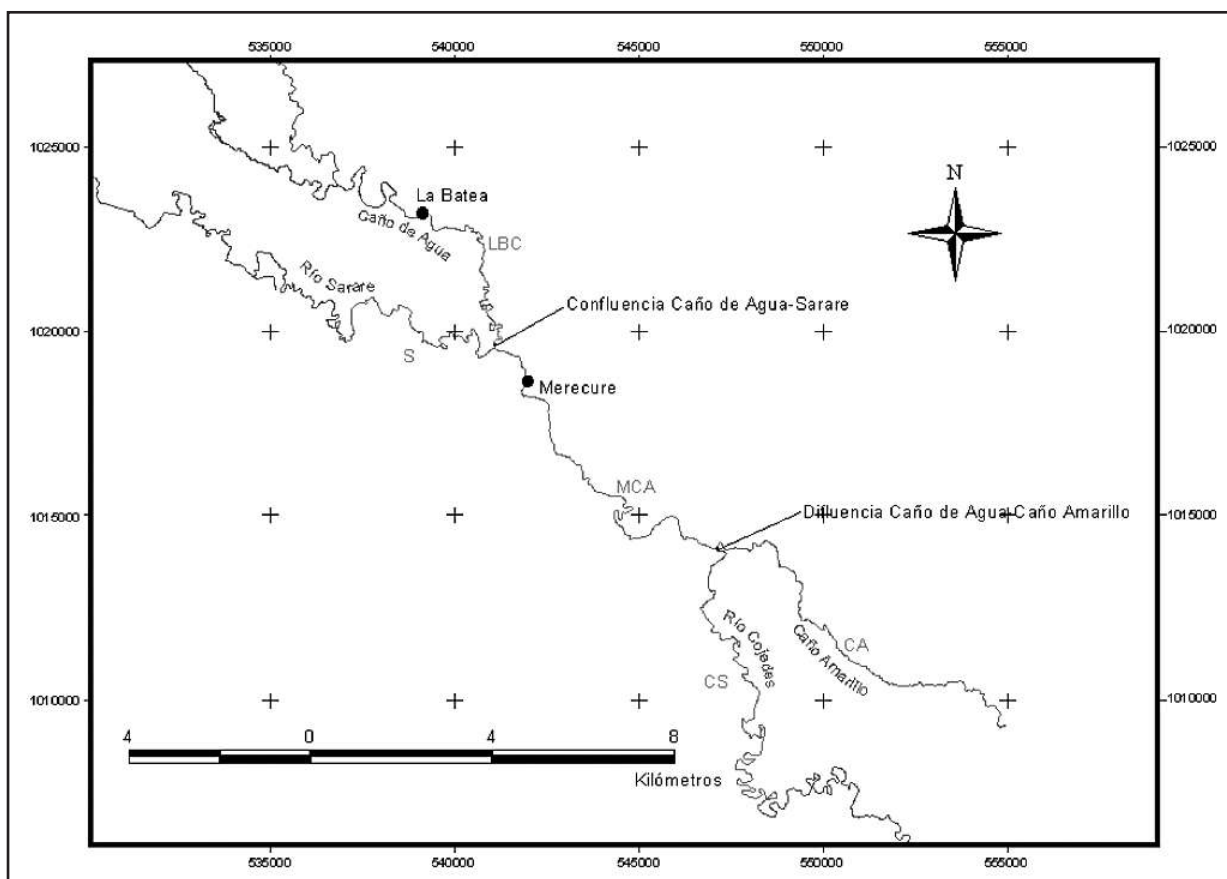 535000 540000 545000 550000 555000
1025000 1025000
N
La Batea
Caño de Agua
LBC
Río Sarare
Confluencia Caño de Agua-Sarare
1020000 1020000
S
Merecure
MCA
1015000 1015000
Difluencia Caño de Agua-Caño Amarillo
Río Cojedes
Caño Amarillo
CA
CS
1010000 1010000
4 0 4 8
Kilómetros
535000 540000 545000 550000 555000